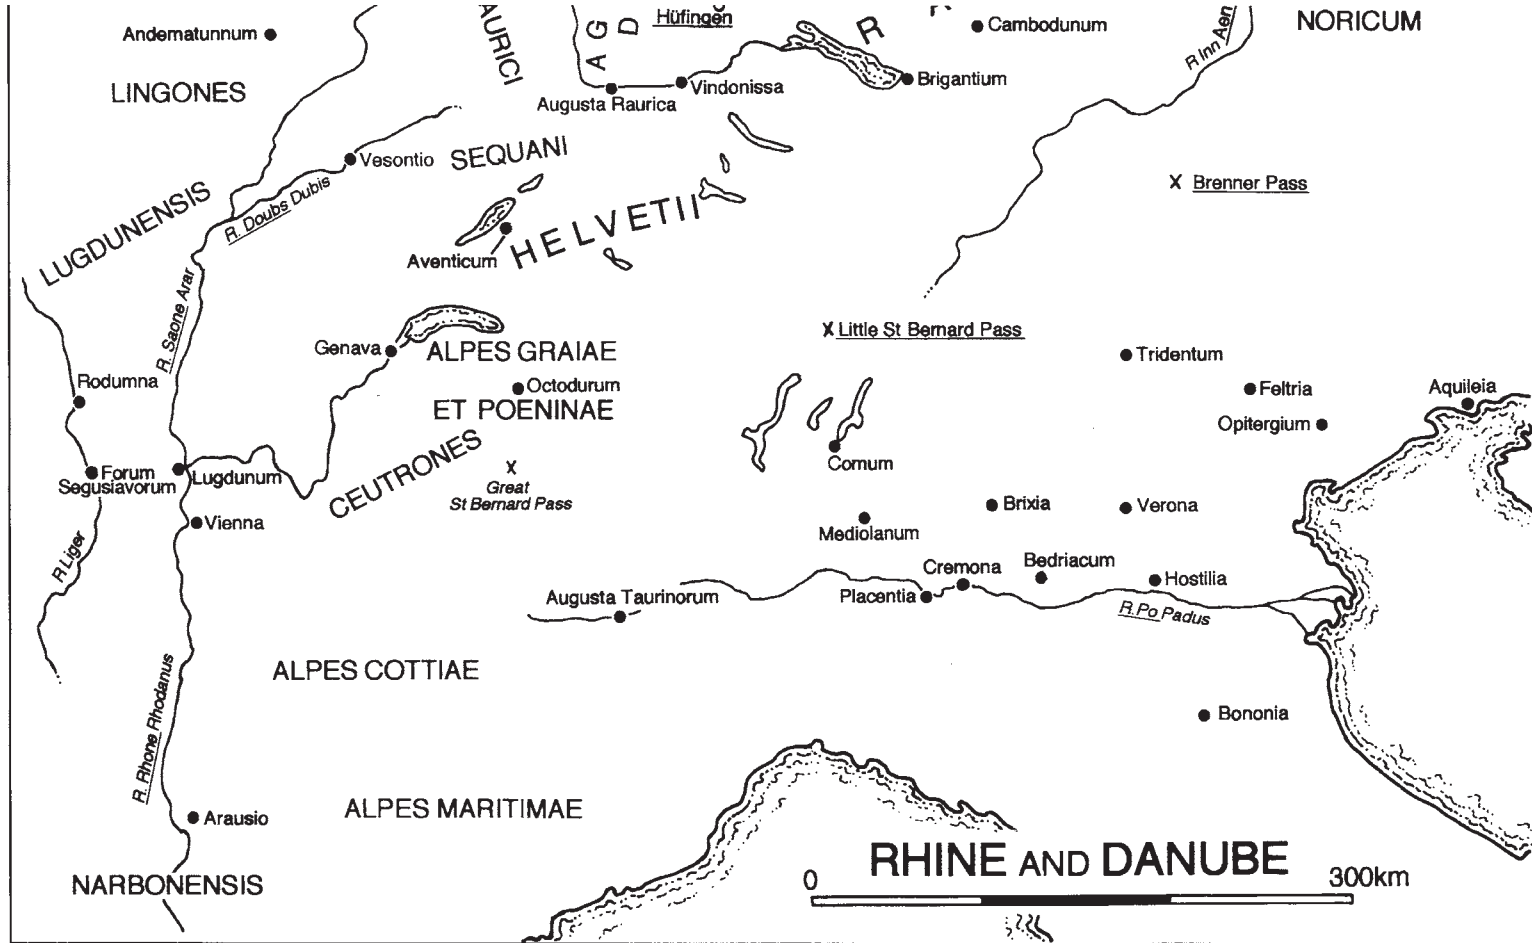 AURICI
A G
D
Hüfingen
R
Cambodunum
R Inn Aen
NORICUM
Andematunnum
LINGONES
Augusta Raurica
Vindonissa
Brigantium
Vesontio
SEQUANI
Brenner Pass
LUGDUNENSIS
R. Doubs Dubis
HELVETII
Aventicum
R. Saone Arar
Genava
ALPES GRAIAE
Little St Bernard Pass
Tridentum
Rodumna
Octodurum
ET POENINAE
Feltria
Aquileia
Opitergium
CEUTRONES
Comum
Forum
Segusiavorum
Lugdunum
Great
St Bernard Pass
Vienna
Mediolanum
Brixia
Verona
R Liger
Cremona
Bedriacum
Hostilia
Augusta Taurinorum
Placentia
R. Po Padus
ALPES COTTIAE
R. Rhone Rhodanus
Bononia
Arausio
ALPES MARITIMAE
NARBONENSIS
RHINE AND DANUBE
0
300km